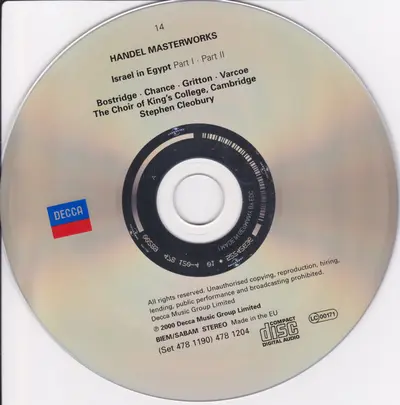 14
HANDEL MASTERWORKS
Israel in Egypt Part I · Part II
Bostridge · Chance · Gritton · Varcoe
The Choir of King's College, Cambridge
Stephen Cleobury
DECCA
All rights reserved. Unauthorised copying, reproduction, hiring,
lending, public performance and broadcasting prohibited.
Decca Music Group Limited
℗ 2000 Decca Music Group Limited
BIEM/SABAM STEREO Made in the EU
(Set 478 1190) 478 1204
COMPACT
disc
DIGITAL AUDIO
LC 00171